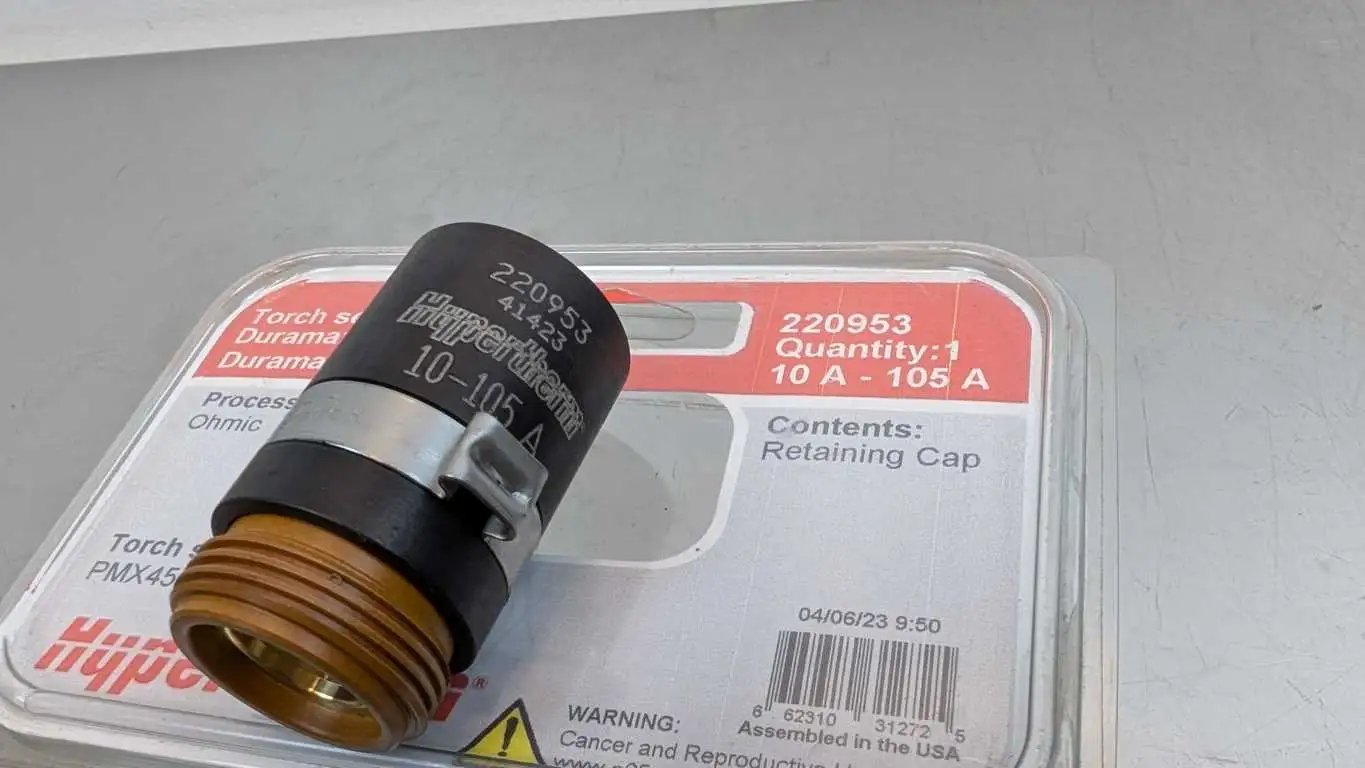 220953
41423
Hypertherm
10-105 A
Torch
Durama
Durama
220953
Quantity:1
10 A - 105 A
Process
Ohmic
Contents:
Retaining Cap
Torch
PMX45
Hyper ®
04/06/23 9:50
6 62310 31272 5
Assembled in the USA
WARNING:
Cancer and Reproductive